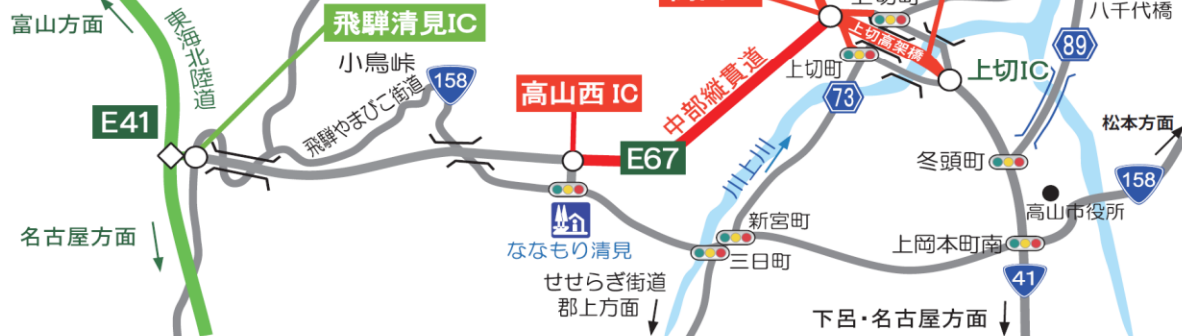 富山方面
東海北陸道
飛騨清見IC
小鳥峠
158
飛騨やまびこ街道
E41
名古屋方面
高山西 IC
E67
中部縦貫道
ななもり清見
せせらぎ街道
郡上方面
上切町
上切高架橋
上切IC
73
川上川
新宮町
三日町
八千代橋
89
冬頭町
松本方面
158
高山市役所
上岡本町南
41
下呂・名古屋方面